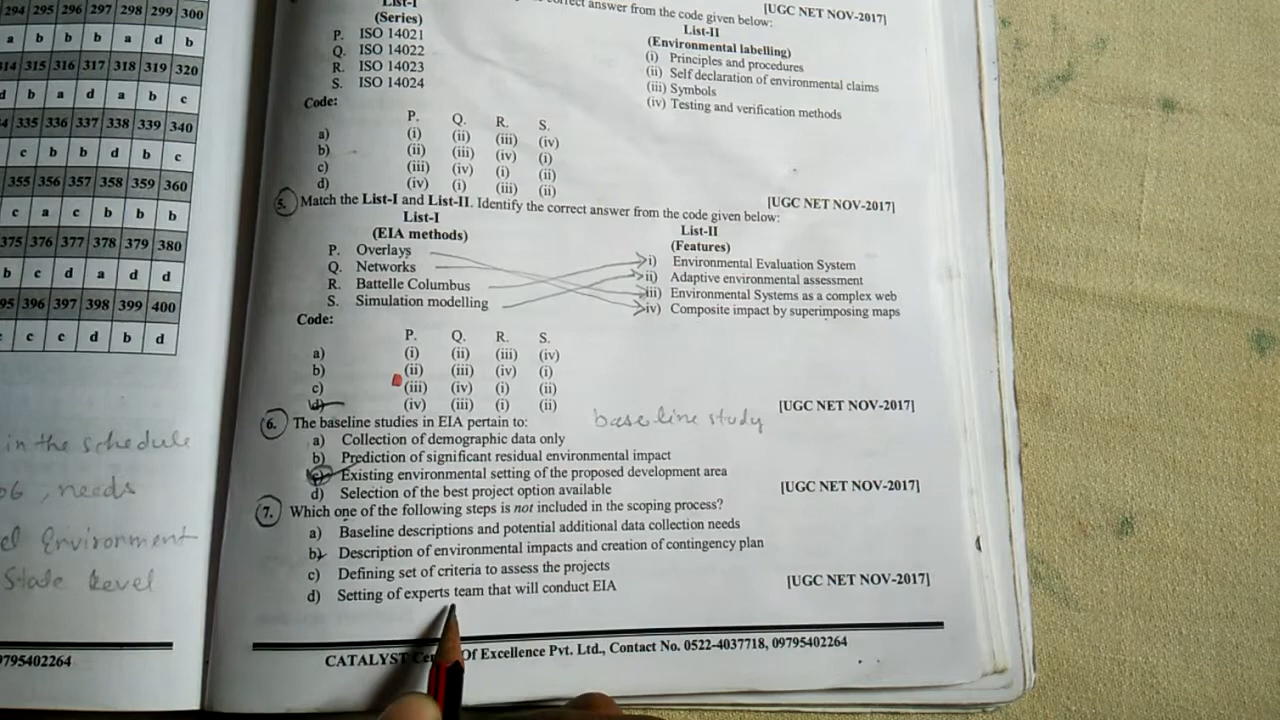 294 295 296 297 298 299 300
a b b b a d b
314 315 316 317 318 319 320
d b a d a b c
335 336 337 338 339 340
c b b d b c
355 356 357 358 359 360
c a c b b b
375 376 377 378 379 380
b c d a d d
95 396 397 398 399 400
c c d b d
in the schedule
06, needs
Environment
State level
795402264
correct answer from the code given below: [UGC NET NOV-2017]
List-I List-II
(Series) (Environmental labelling)
P. ISO 14021 (i) Principles and procedures
Q. ISO 14022 (ii) Self declaration of environmental claims
R. ISO 14023 (iii) Symbols
S. ISO 14024 (iv) Testing and verification methods
Code:
P. Q. R. S.
a) (i) (ii) (iii) (iv)
b) (ii) (iii) (iv) (i)
c) (iii) (iv) (i) (ii)
d) (iv) (i) (iii) (ii)
5. Match the List-I and List-II. Identify the correct answer from the code given below: [UGC NET NOV-2017]
List-I List-II
(EIA methods) (Features)
P. Overlays i) Environmental Evaluation System
Q. Networks ii) Adaptive environmental assessment
R. Battelle Columbus iii) Environmental Systems as a complex web
S. Simulation modelling iv) Composite impact by superimposing maps
Code:
P. Q. R. S.
a) (i) (ii) (iii) (iv)
b) (ii) (iii) (iv) (i)
c) (iii) (iv) (i) (ii)
d) (iv) (iii) (i) (ii)
6. The baseline studies in EIA pertain to: baseline study [UGC NET NOV-2017]
a) Collection of demographic data only
b) Prediction of significant residual environmental impact
c) Existing environmental setting of the proposed development area
d) Selection of the best project option available [UGC NET NOV-2017]
7. Which one of the following steps is not included in the scoping process?
a) Baseline descriptions and potential additional data collection needs
b) Description of environmental impacts and creation of contingency plan
c) Defining set of criteria to assess the projects
d) Setting of experts team that will conduct EIA [UGC NET NOV-2017]
CATALYST Of Excellence Pvt. Ltd., Contact No. 0522-4037718, 09795402264